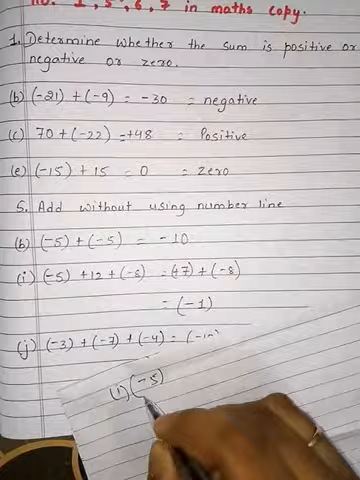 no. 1, 5, 6, 7 in maths copy.
1. Determine whether the sum is positive or
negative or zero.
(b) (-21) + (-9) = -30 = negative
(c) 70 + (-22) = +48 = Positive
(e) (-15) + 15 = 0 = zero
5. Add without using number line
(b) (-5) + (-5) = -10
(i) (-5) + 12 + (-8) = (+7) + (-8)
= (-1)
(j) (-3) + (-7) + (-4) =
(i) (-5)